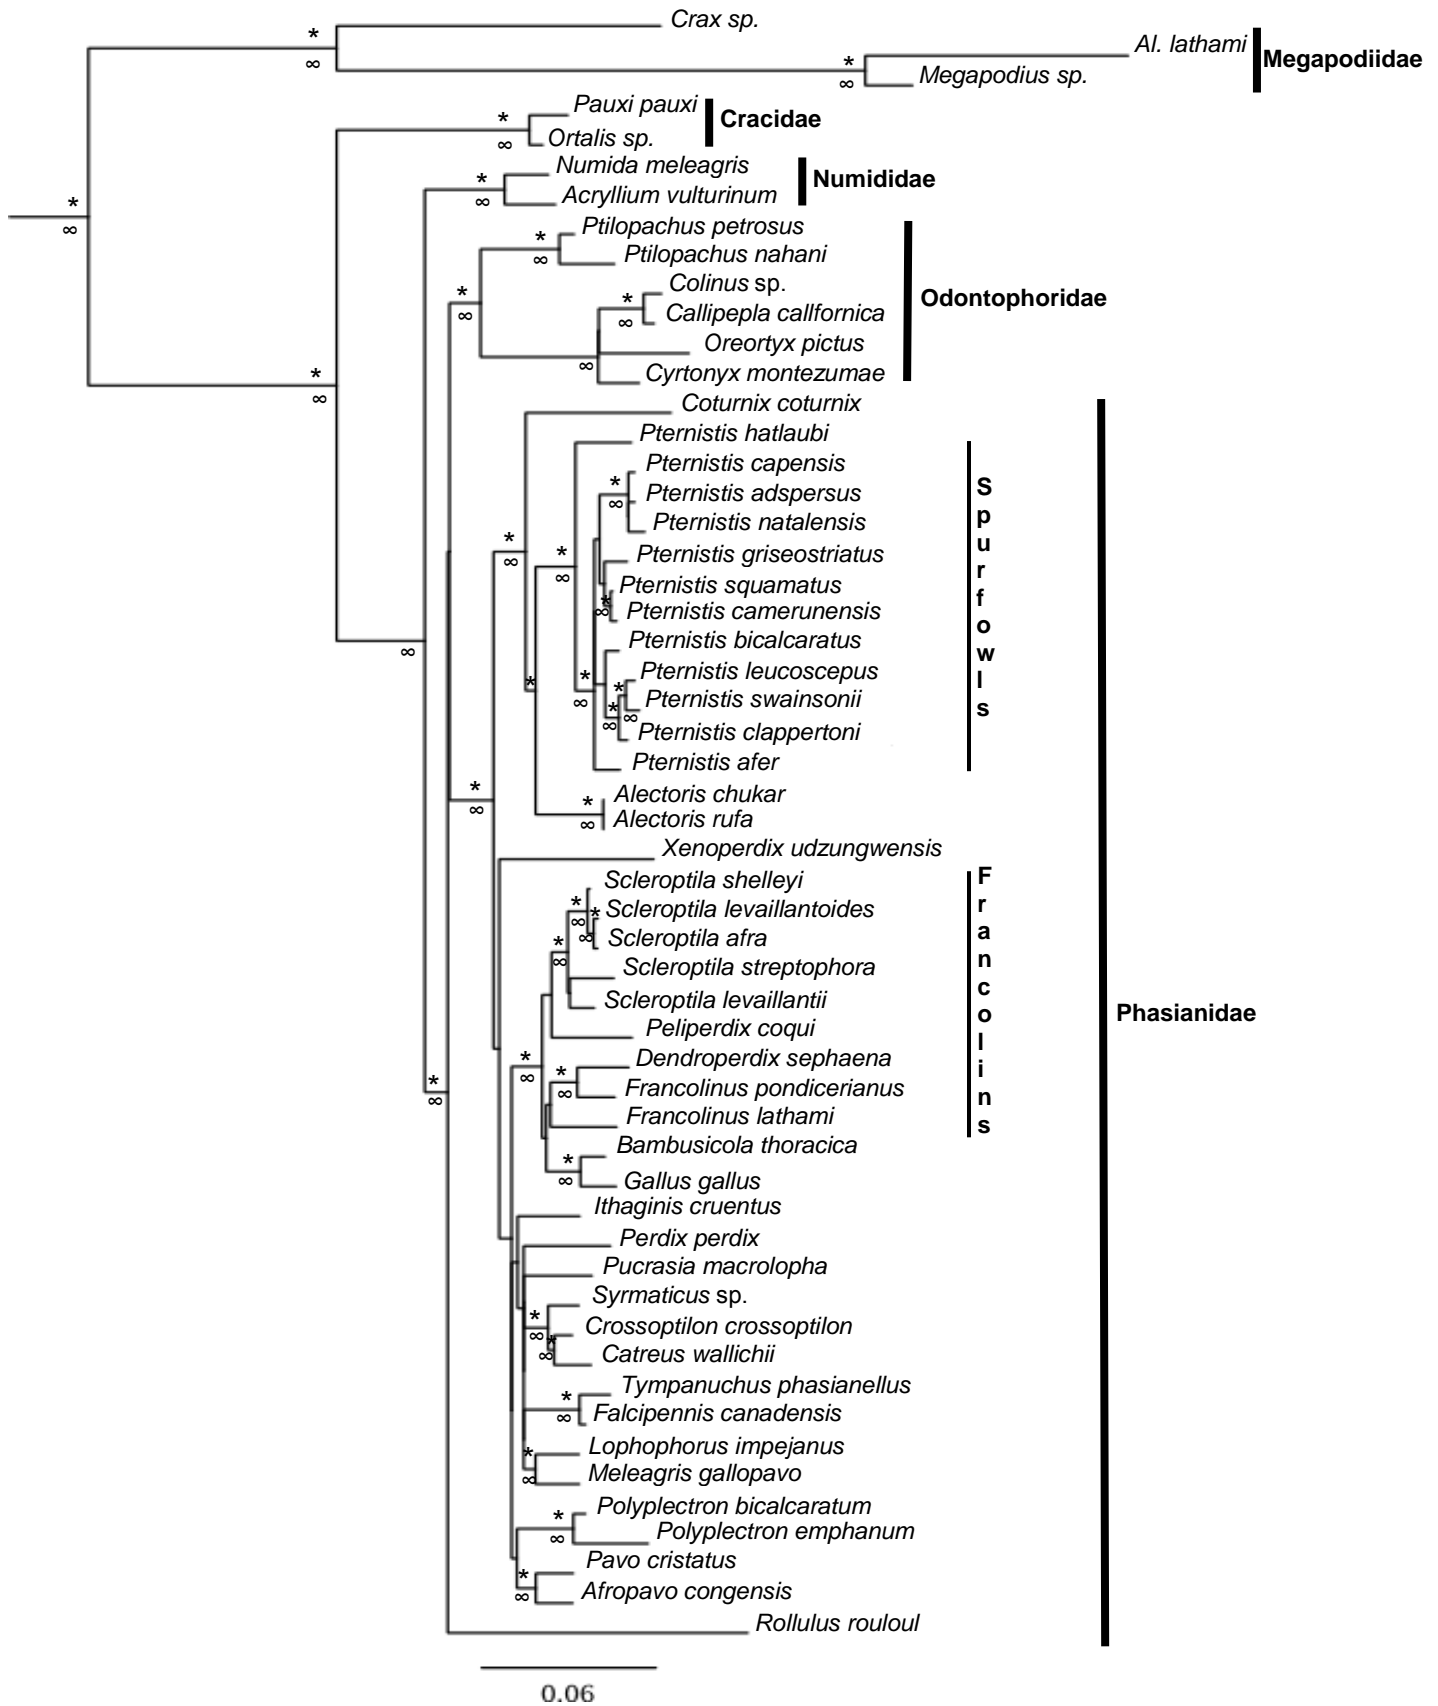 Crax sp.
Al. lathami
Megapodiidae
Megapodius sp.
Pauxi pauxi
Cracidae
Ortalis sp.
Numida meleagris
Numididae
Acryllium vulturinum
Ptilopachus petrosus
Ptilopachus nahani
Colinus sp.
Odontophoridae
Callipepla callfornica
Oreortyx pictus
Cyrtonyx montezumae
Coturnix coturnix
Pternistis hatlaubi
Pternistis capensis
Pternistis adspersus
Pternistis natalensis
Pternistis griseostriatus
Pternistis squamatus
Pternistis camerunensis
Pternistis bicalcaratus
Pternistis leucoscepus
Pternistis swainsonii
Pternistis clappertoni
Pternistis afer
Spurfowls
Alectoris chukar
Alectoris rufa
Xenoperdix udzungwensis
Scleroptila shelleyi
Scleroptila levaillantoides
Scleroptila afra
Scleroptila streptophora
Scleroptila levaillantii
Peliperdix coqui
Dendroperdix sephaena
Francolinus pondicerianus
Francolinus lathami
Francolins
Phasianidae
Bambusicola thoracica
Gallus gallus
Ithaginis cruentus
Perdix perdix
Pucrasia macrolopha
Syrmaticus sp.
Crossoptilon crossoptilon
Catreus wallichii
Tympanuchus phasianellus
Falcipennis canadensis
Lophophorus impejanus
Meleagris gallopavo
Polyplectron bicalcaratum
Polyplectron emphanum
Pavo cristatus
Afropavo congensis
Rollulus rouloul
0.06